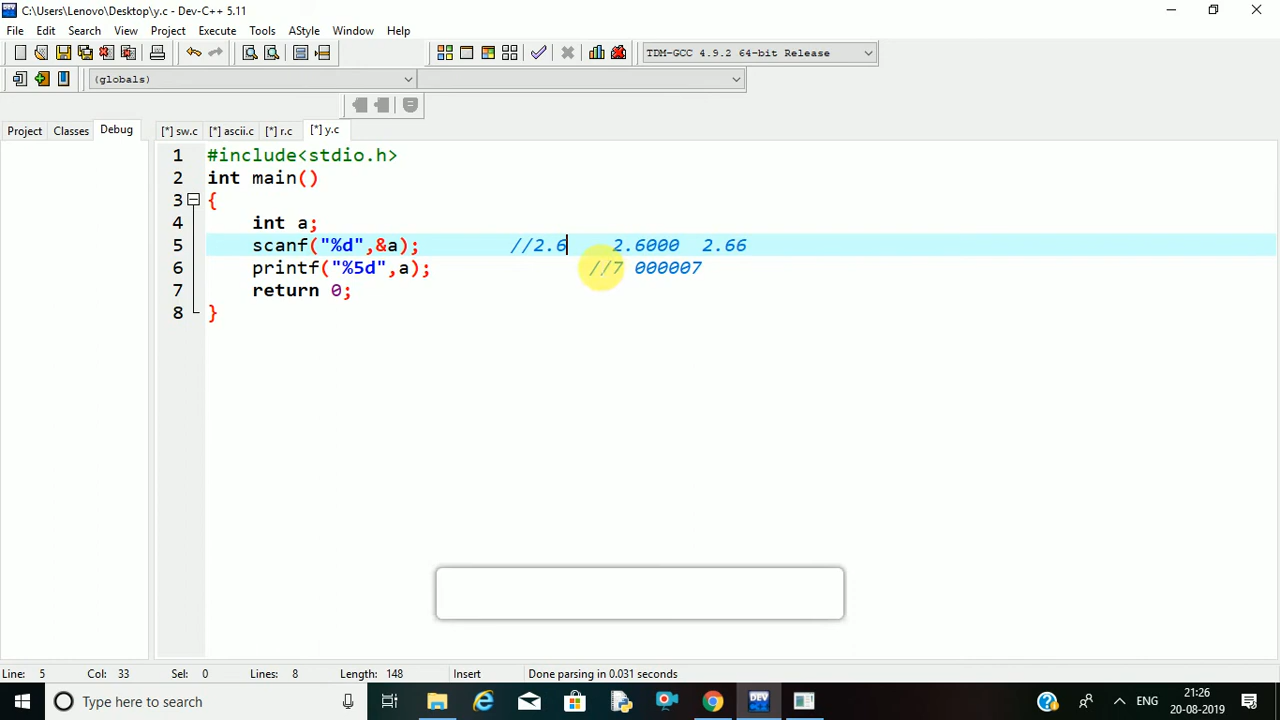 C:\Users\Lenovo\Desktop\y.c - Dev-C++ 5.11
File Edit Search View Project Execute Tools AStyle Window Help
TDM-GCC 4.9.2 64-bit Release
(globals)
Project Classes Debug [*] sw.c [*] ascii.c [*] r.c [*] y.c
1 #include<stdio.h>
2 int main()
3 {
4 int a;
5 scanf("%d",&a); //2.6 2.6000 2.66
6 printf("%5d",a); //7 000007
7 return 0;
8 }
Line: 5 Col: 33 Sel: 0 Lines: 8 Length: 148 Insert Done parsing in 0.031 seconds
Type here to search DEV ENG 21:26
20-08-2019